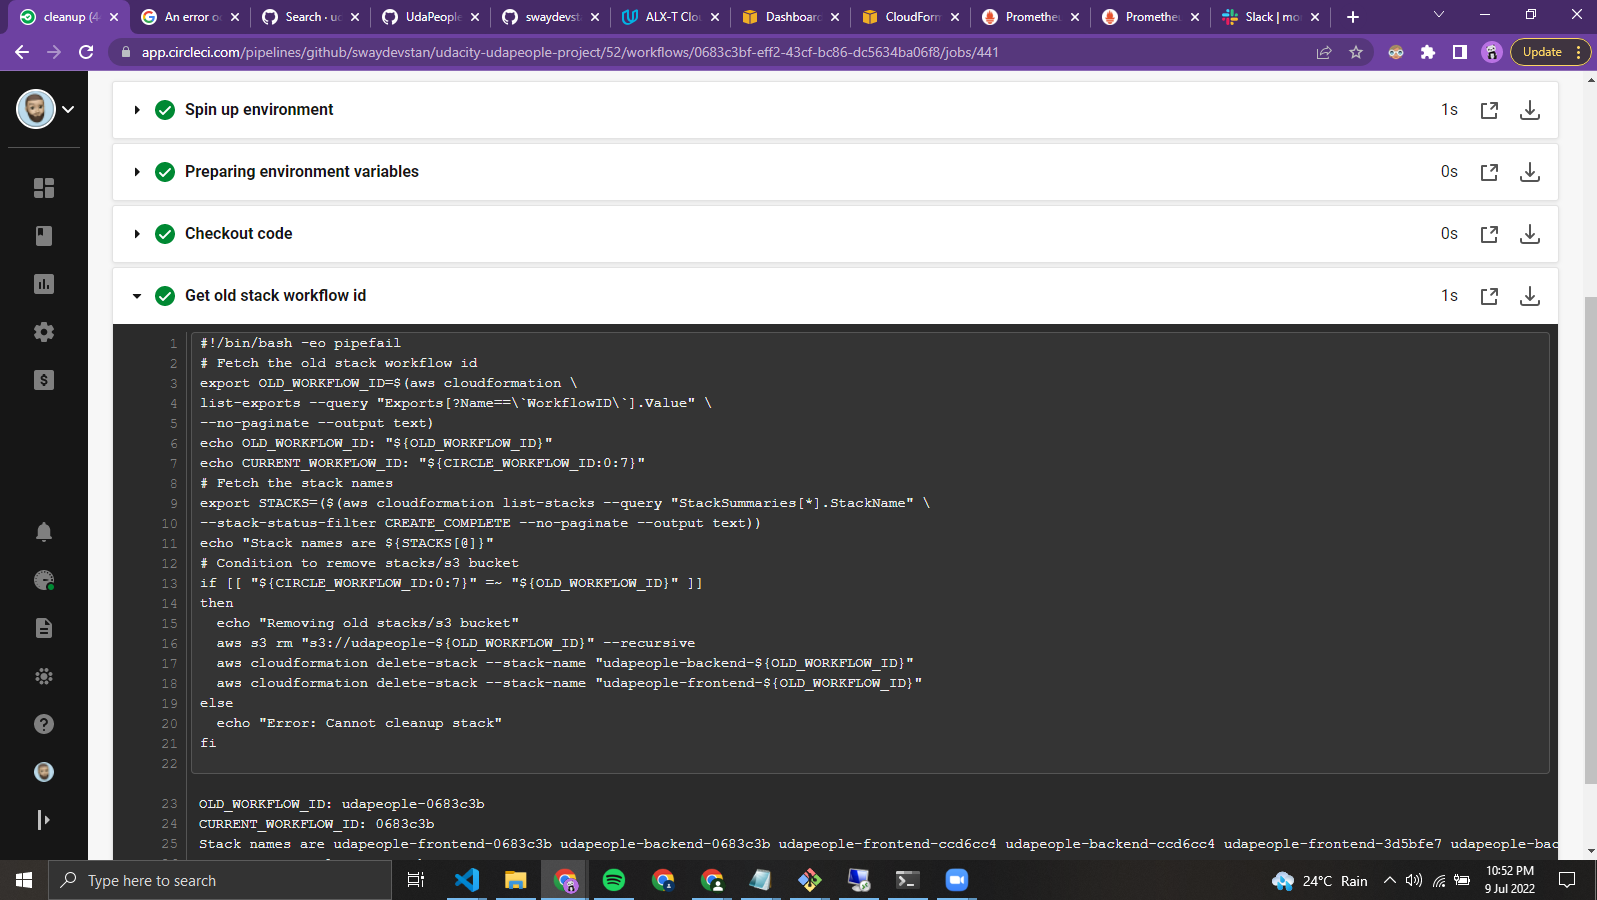 cleanup (4
An error o
Search · uc
UdaPeople
swaydevst
ALX-T Clo
Dashboard
CloudForm
Prometheu
Prometheu
Slack | mo
app.circleci.com/pipelines/github/swaydevstan/udacity-udapeople-project/52/workflows/0683c3bf-eff2-43cf-bc86-dc5634ba06f8/jobs/441
Update
Spin up environment 1s
Preparing environment variables 0s
Checkout code 0s
Get old stack workflow id 1s
1 #!/bin/bash -eo pipefail
2 # Fetch the old stack workflow id
3 export OLD_WORKFLOW_ID=$(aws cloudformation \
4 list-exports --query "Exports[?Name==\`WorkflowID\`].Value" \
5 --no-paginate --output text)
6 echo OLD_WORKFLOW_ID: "${OLD_WORKFLOW_ID}"
7 echo CURRENT_WORKFLOW_ID: "${CIRCLE_WORKFLOW_ID:0:7}"
8 # Fetch the stack names
9 export STACKS=($(aws cloudformation list-stacks --query "StackSummaries[*].StackName" \
10 --stack-status-filter CREATE_COMPLETE --no-paginate --output text))
11 echo "Stack names are ${STACKS[@]}"
12 # Condition to remove stacks/s3 bucket
13 if [[ "${CIRCLE_WORKFLOW_ID:0:7}" =~ "${OLD_WORKFLOW_ID}" ]]
14 then
15   echo "Removing old stacks/s3 bucket"
16   aws s3 rm "s3://udapeople-${OLD_WORKFLOW_ID}" --recursive
17   aws cloudformation delete-stack --stack-name "udapeople-backend-${OLD_WORKFLOW_ID}"
18   aws cloudformation delete-stack --stack-name "udapeople-frontend-${OLD_WORKFLOW_ID}"
19 else
20   echo "Error: Cannot cleanup stack"
21 fi
22
23 OLD_WORKFLOW_ID: udapeople-0683c3b
24 CURRENT_WORKFLOW_ID: 0683c3b
25 Stack names are udapeople-frontend-0683c3b udapeople-backend-0683c3b udapeople-frontend-ccd6cc4 udapeople-backend-ccd6cc4 udapeople-frontend-3d5bfe7 udapeople-bac
Type here to search
24°C Rain
10:52 PM
9 Jul 2022